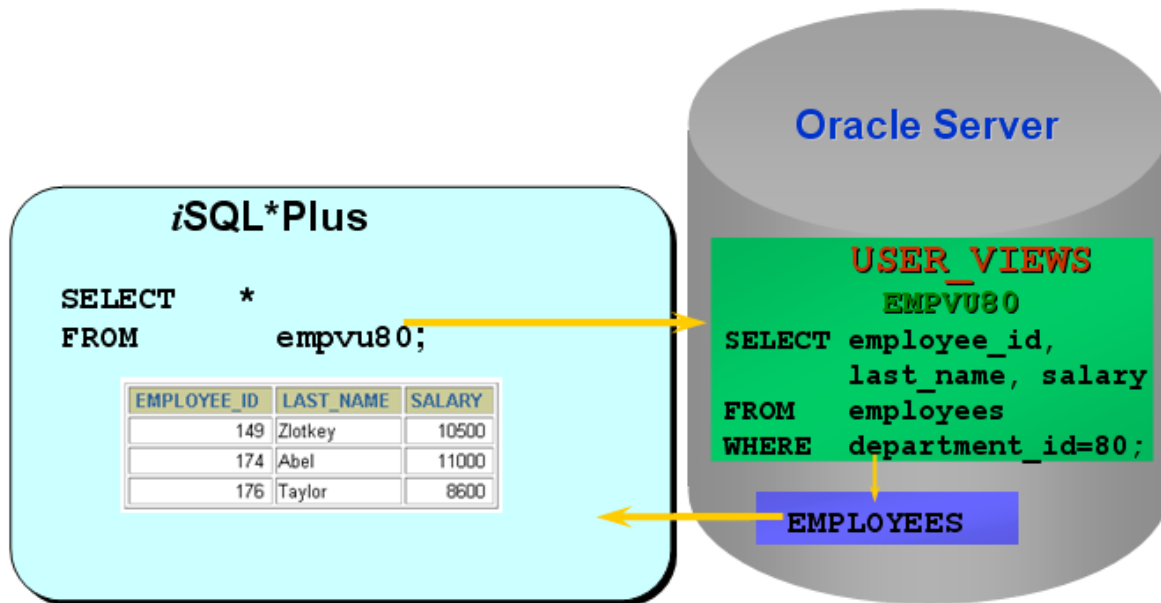 Oracle Server
iSQL*Plus
SELECT *
FROM empvu80;
EMPLOYEE_ID LAST_NAME SALARY
149 Zlotkey 10500
174 Abel 11000
176 Taylor 8600
USER_VIEWS
EMPVU80
SELECT employee_id,
last_name, salary
FROM employees
WHERE department_id=80;
EMPLOYEES